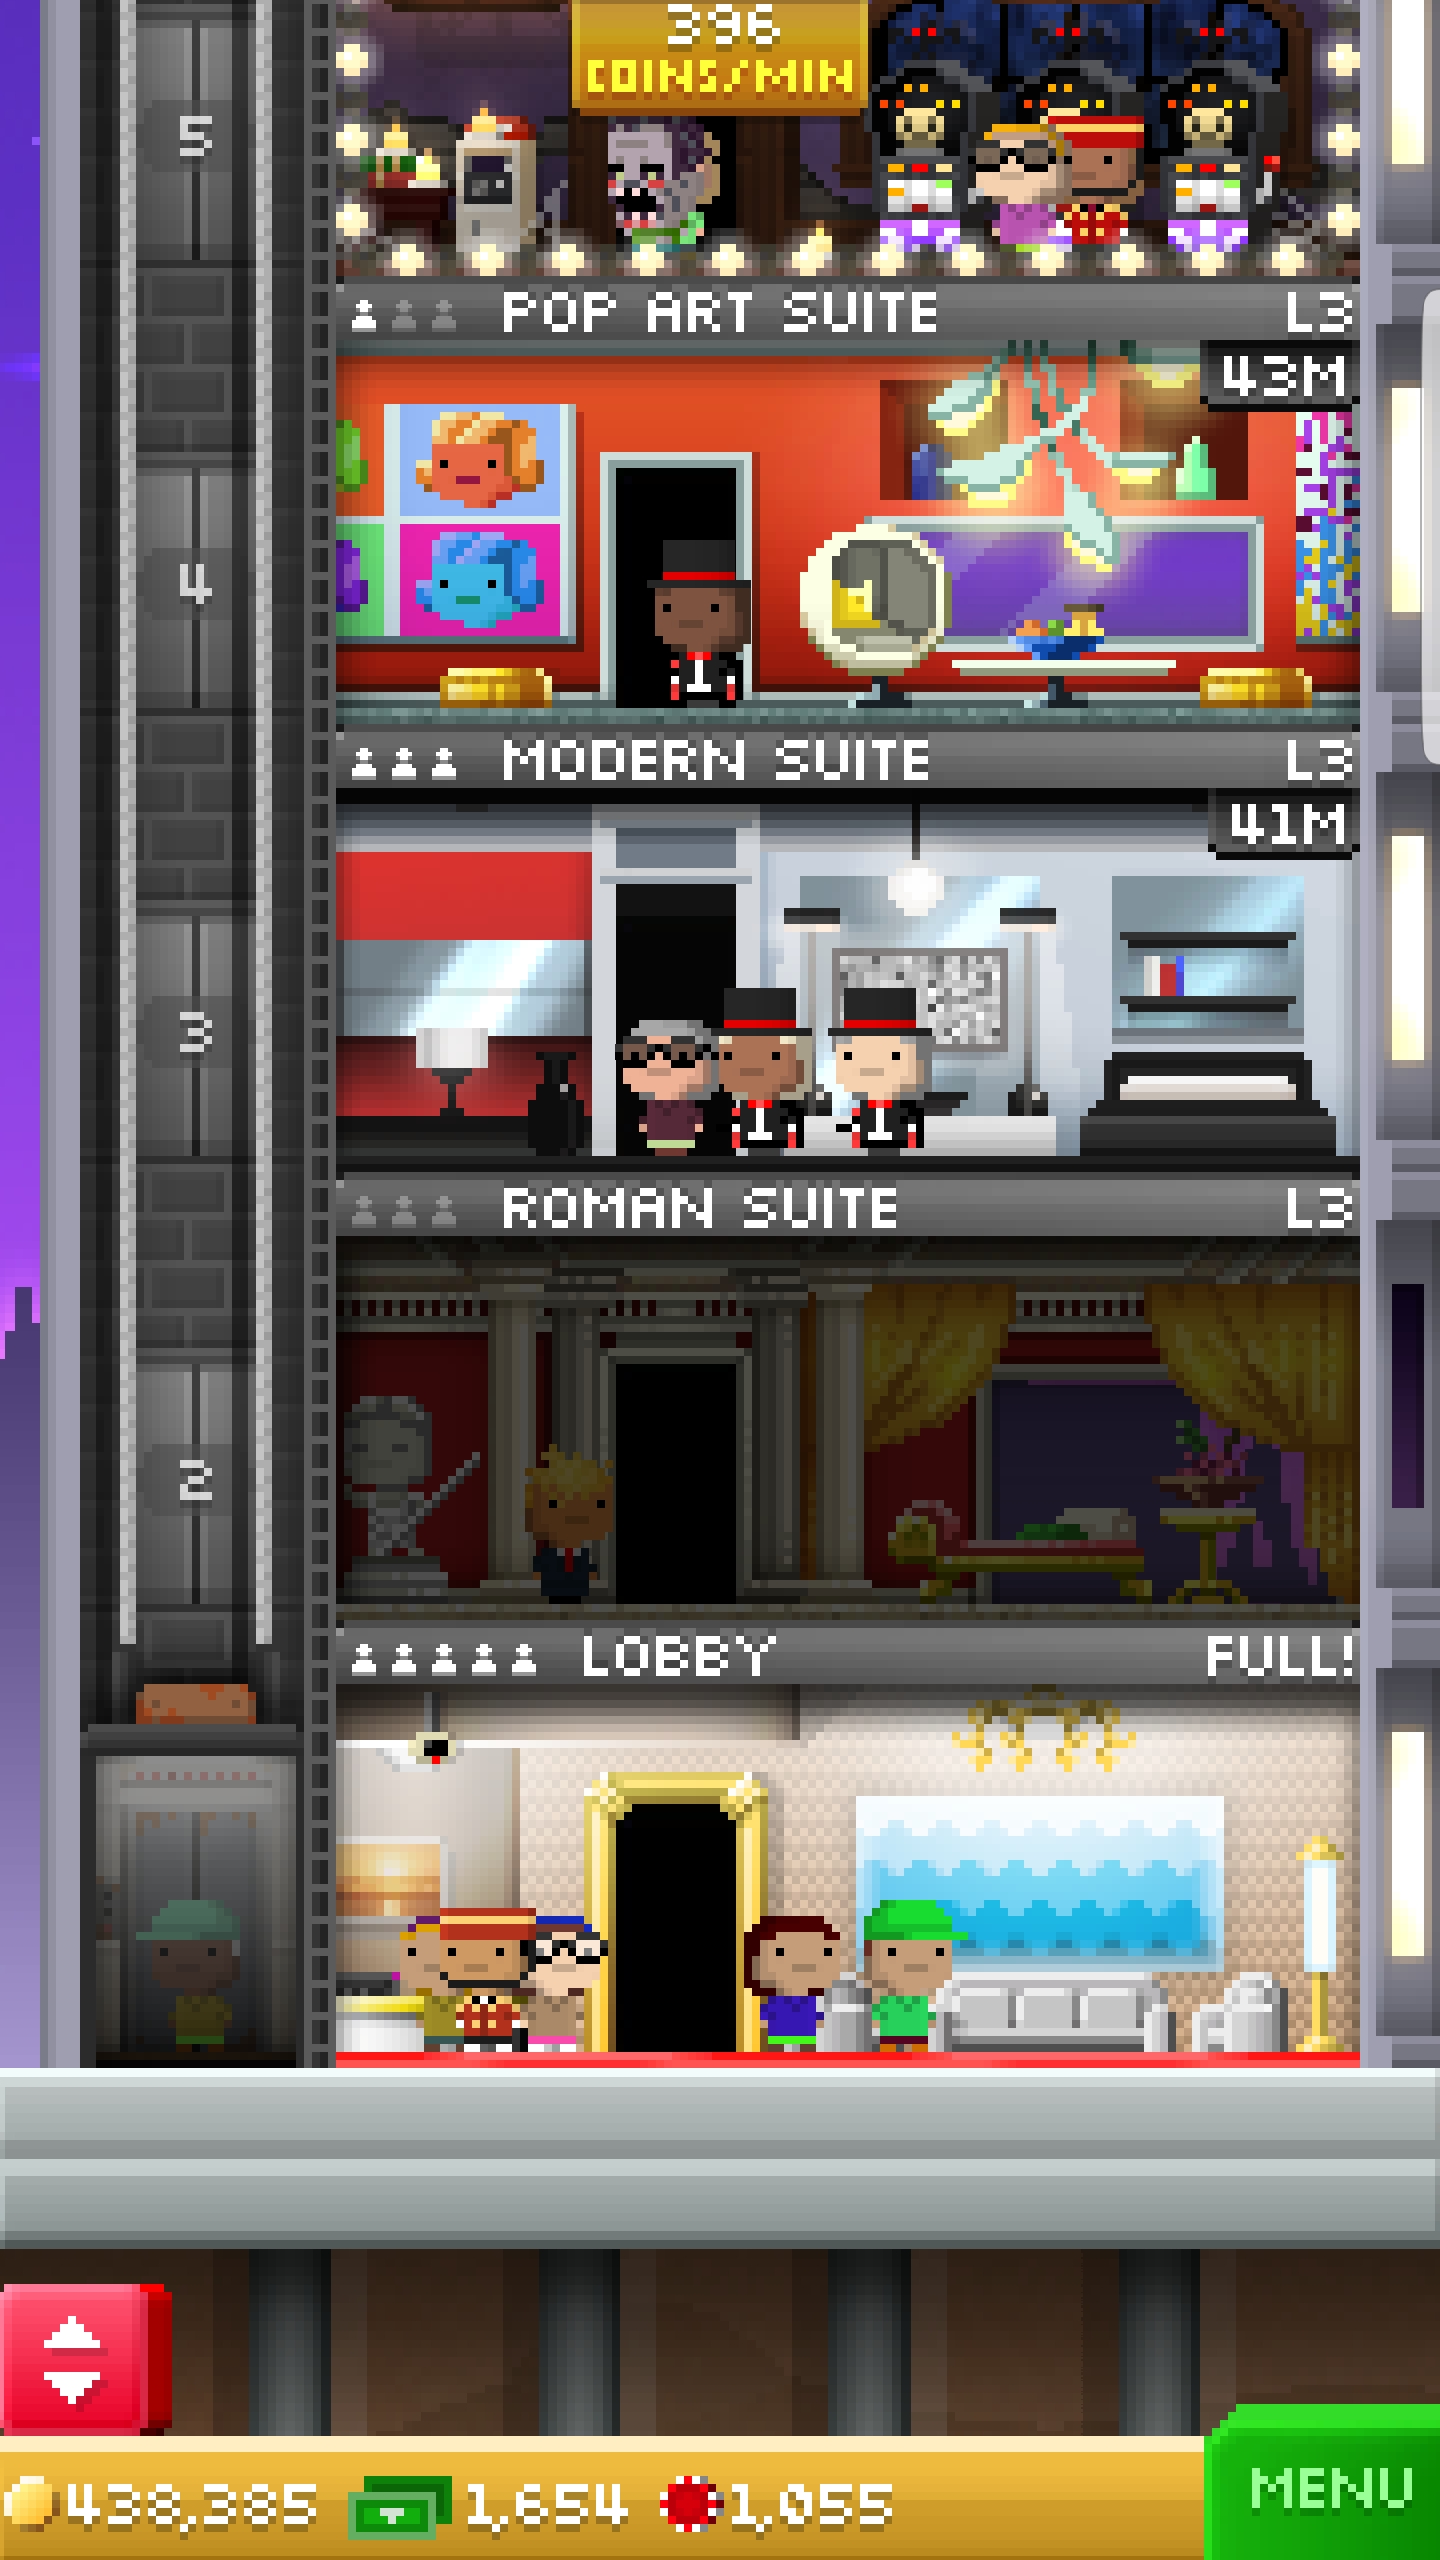 396
COINS/MIN
5
POP ART SUITE L3
43M
4
MODERN SUITE L3
41M
3
ROMAN SUITE L3
2
LOBBY FULL!
438,385 1,654 1,055
MENU